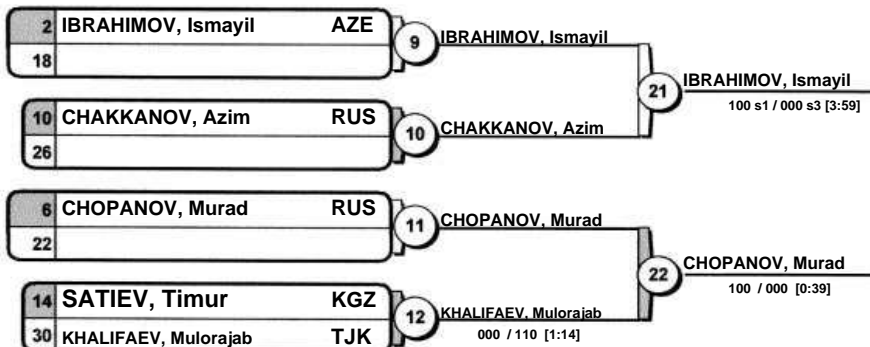 2 IBRAHIMOV, Ismayil AZE
18
9
IBRAHIMOV, Ismayil
10 CHAKKANOV, Azim RUS
26
10
CHAKKANOV, Azim
21
IBRAHIMOV, Ismayil
100 s1 / 000 s3 [3:59]
6 CHOPANOV, Murad RUS
22
11
CHOPANOV, Murad
14 SATIEV, Timur KGZ
30 KHALIFAEV, Mulorajab TJK
12
KHALIFAEV, Mulorajab
000 / 110 [1:14]
22
CHOPANOV, Murad
100 / 000 [0:39]